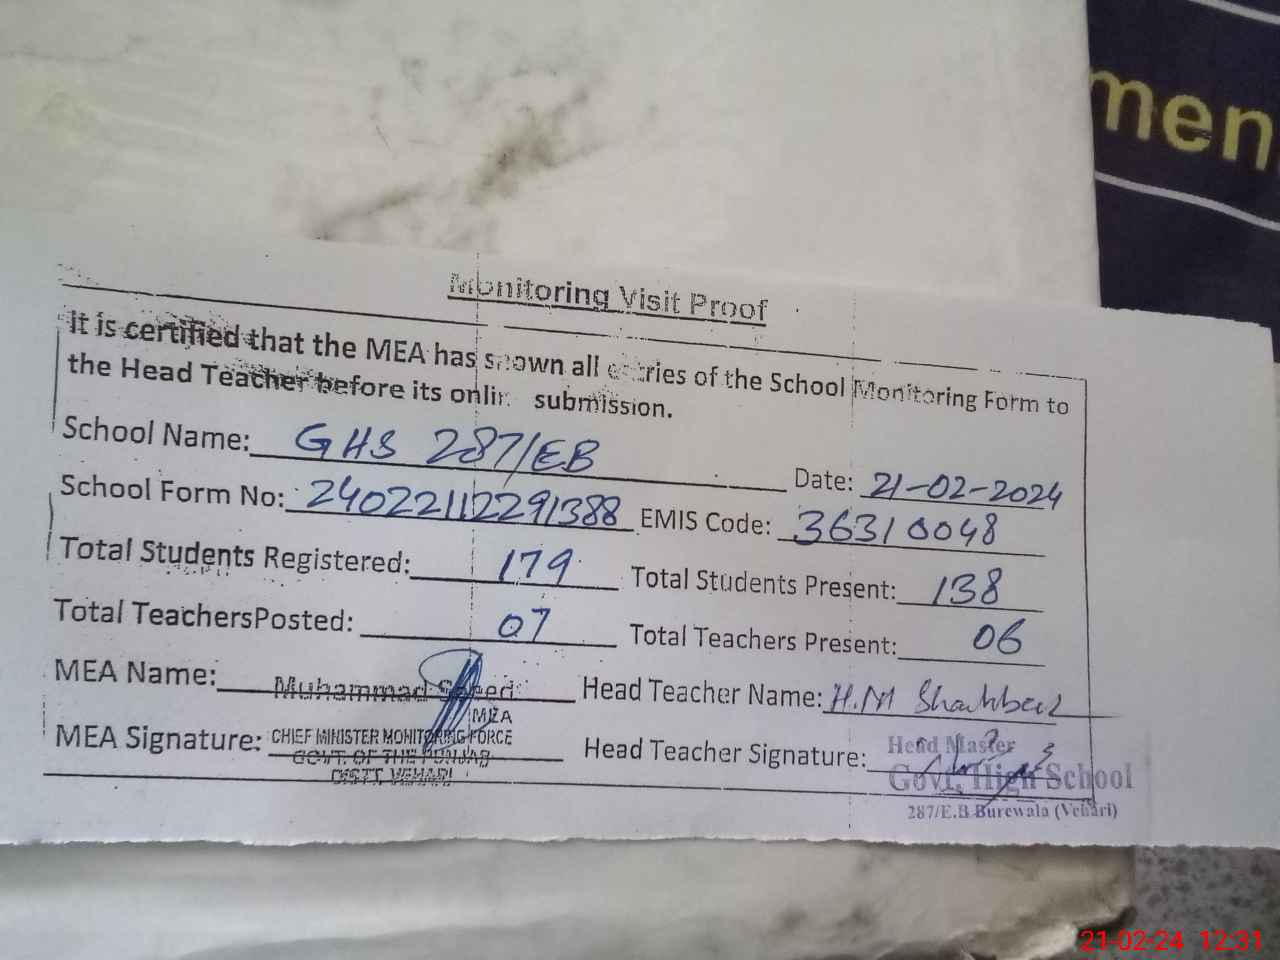 men
Monitoring Visit Proof
It is certified that the MEA has shown all entries of the School Monitoring Form to
the Head Teacher before its online submission.
School Name: GHS 287/EB Date: 21-02-2024
School Form No: 24022112291388 EMIS Code: 36310048
Total Students Registered: 179 Total Students Present: 138
Total TeachersPosted: 07 Total Teachers Present: 06
MEA Name: Muhammad Saeed Head Teacher Name: H.M Shahbaz
MEA
MEA Signature: CHIEF MINISTER MONITORING FORCE Head Teacher Signature:
GOVT. OF THE PUNJAB
DISTT. VEHARI
Head Master
Govt. High School
287/E.B Burewala (Vehari)
21-02-24 12:31